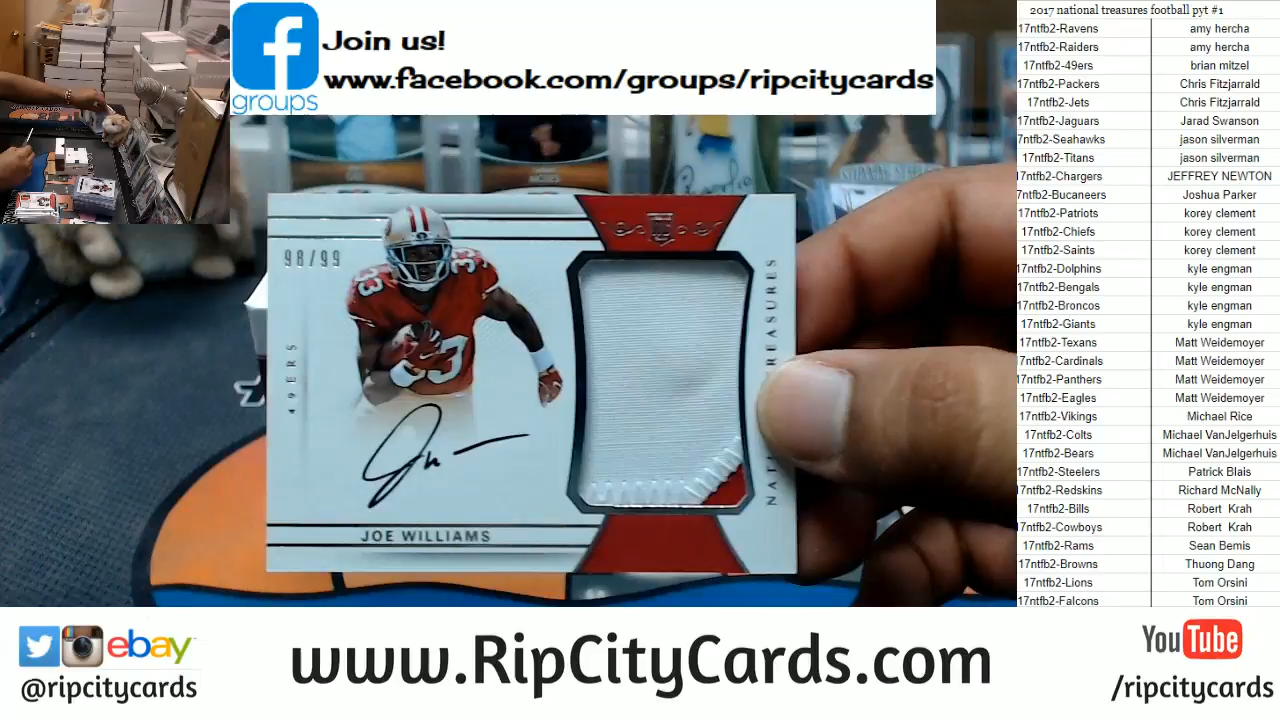 groups
Join us!
www.facebook.com/groups/ripcitycards
2017 national treasures football pyt #1
17ntfb2-Ravens amy hercha
17ntfb2-Raiders amy hercha
17ntfb2-49ers brian mitzel
17ntfb2-Packers Chris Fitzjarrald
17ntfb2-Jets Chris Fitzjarrald
17ntfb2-Jaguars Jarad Swanson
17ntfb2-Seahawks jason silverman
17ntfb2-Titans jason silverman
17ntfb2-Chargers JEFFREY NEWTON
17ntfb2-Bucaneers Joshua Parker
17ntfb2-Patriots korey clement
17ntfb2-Chiefs korey clement
17ntfb2-Saints korey clement
17ntfb2-Dolphins kyle engman
17ntfb2-Bengals kyle engman
17ntfb2-Broncos kyle engman
17ntfb2-Giants kyle engman
17ntfb2-Texans Matt Weidemoyer
17ntfb2-Cardinals Matt Weidemoyer
17ntfb2-Panthers Matt Weidemoyer
17ntfb2-Eagles Matt Weidemoyer
17ntfb2-Vikings Michael Rice
17ntfb2-Colts Michael VanJelgerhuis
17ntfb2-Bears Michael VanJelgerhuis
17ntfb2-Steelers Patrick Blais
17ntfb2-Redskins Richard McNally
17ntfb2-Bills Robert Krah
17ntfb2-Cowboys Robert Krah
17ntfb2-Rams Sean Bemis
17ntfb2-Browns Thuong Dang
17ntfb2-Lions Tom Orsini
17ntfb2-Falcons Tom Orsini
98/99
49ERS
33
33
33
JOE WILLIAMS
ebay
@ripcitycards
www.RipCityCards.com
YouTube
/ripcitycards